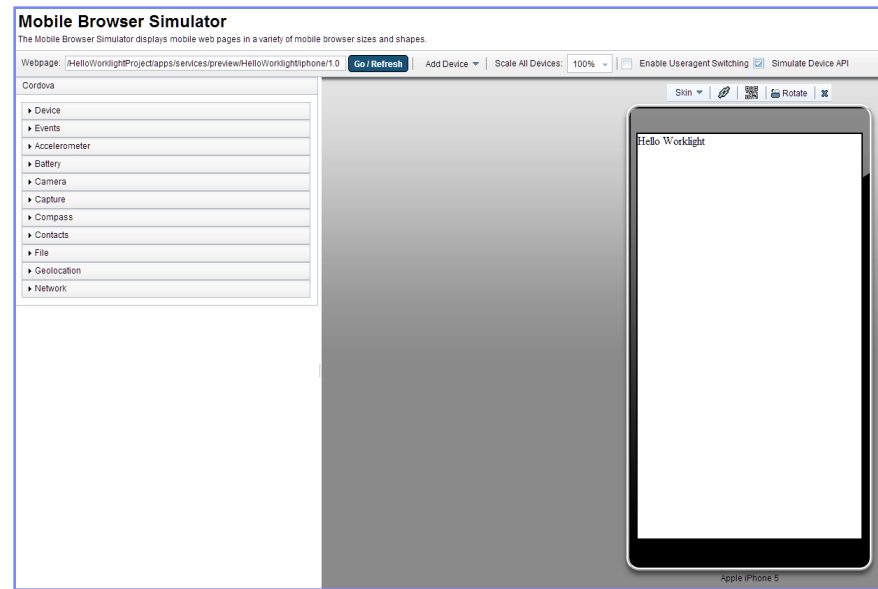 Mobile Browser Simulator
The Mobile Browser Simulator displays mobile web pages in a variety of mobile browser sizes and shapes.
Webpage: /HelloWorklightProject/apps/services/preview/HelloWorklight/iphone/1.0 Go / Refresh Add Device Scale All Devices: 100% Enable Useragent Switching Simulate Device API
Cordova
Device
Events
Accelerometer
Battery
Camera
Capture
Compass
Contacts
File
Geolocation
Network
Skin Rotate
Hello Worklight
Apple iPhone 5